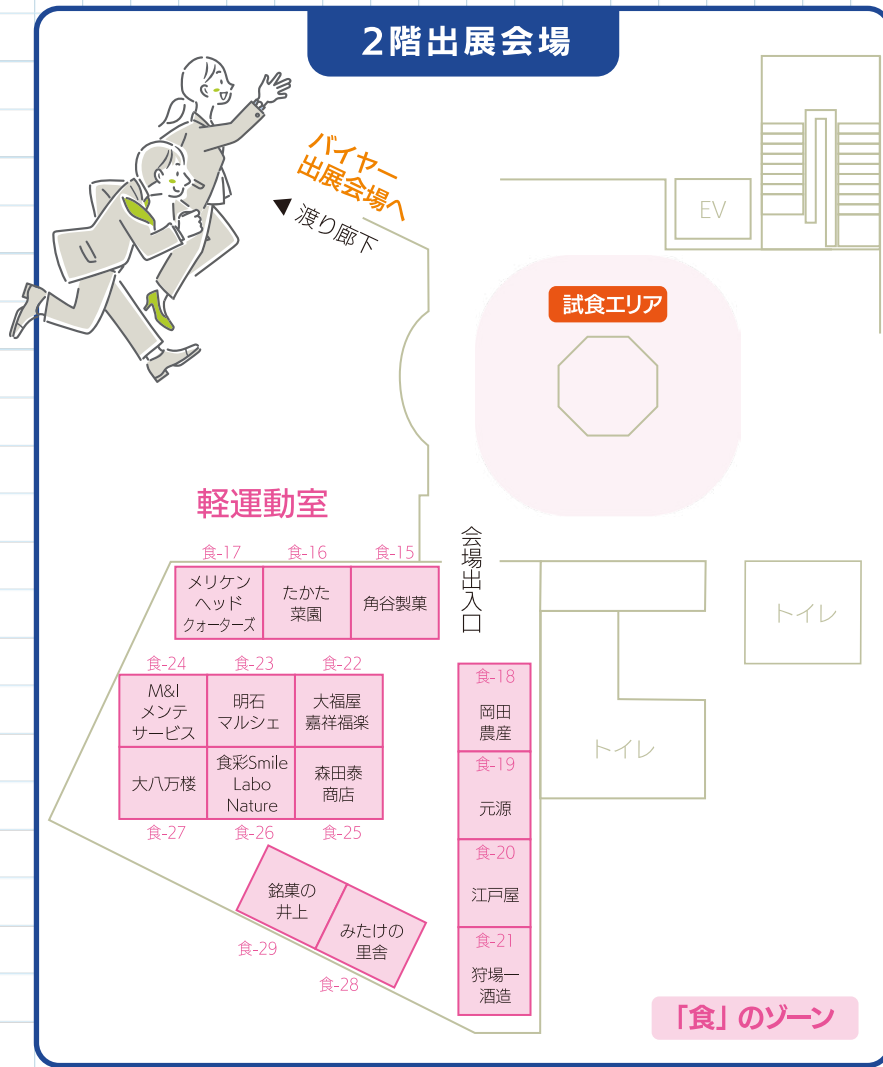 2階出展会場
バイヤー
出展会場へ
渡り廊下
EV
試食エリア
軽運動室
会場出入口
食-17
メリケン
ヘッド
クォーターズ
食-16
たかた
菜園
食-15
角谷製菓
トイレ
トイレ
食-24
M&I
メンテ
サービス
食-23
明石
マルシェ
食-22
大福屋
嘉祥福楽
大八万楼
食-27
食彩Smile
Labo
Nature
食-26
森田泰
商店
食-25
食-18
岡田
農産
食-19
元源
食-20
江戸屋
食-21
狩場一
酒造
銘菓の
井上
食-29
みたけの
里舎
食-28
「食」のゾーン